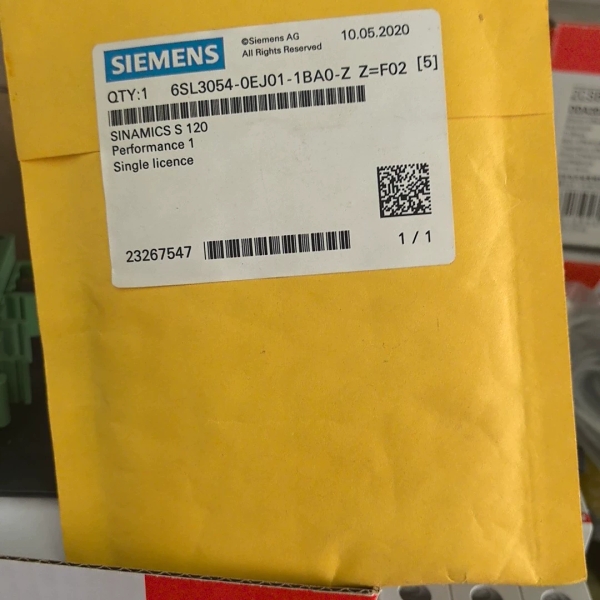 SIEMENS
©Siemens AG
All Rights Reserved
10.05.2020
QTY:1 6SL3054-0EJ01-1BA0-Z Z=F02 [5]
SINAMICS S 120
Performance 1
Single licence
23267547
1 / 1